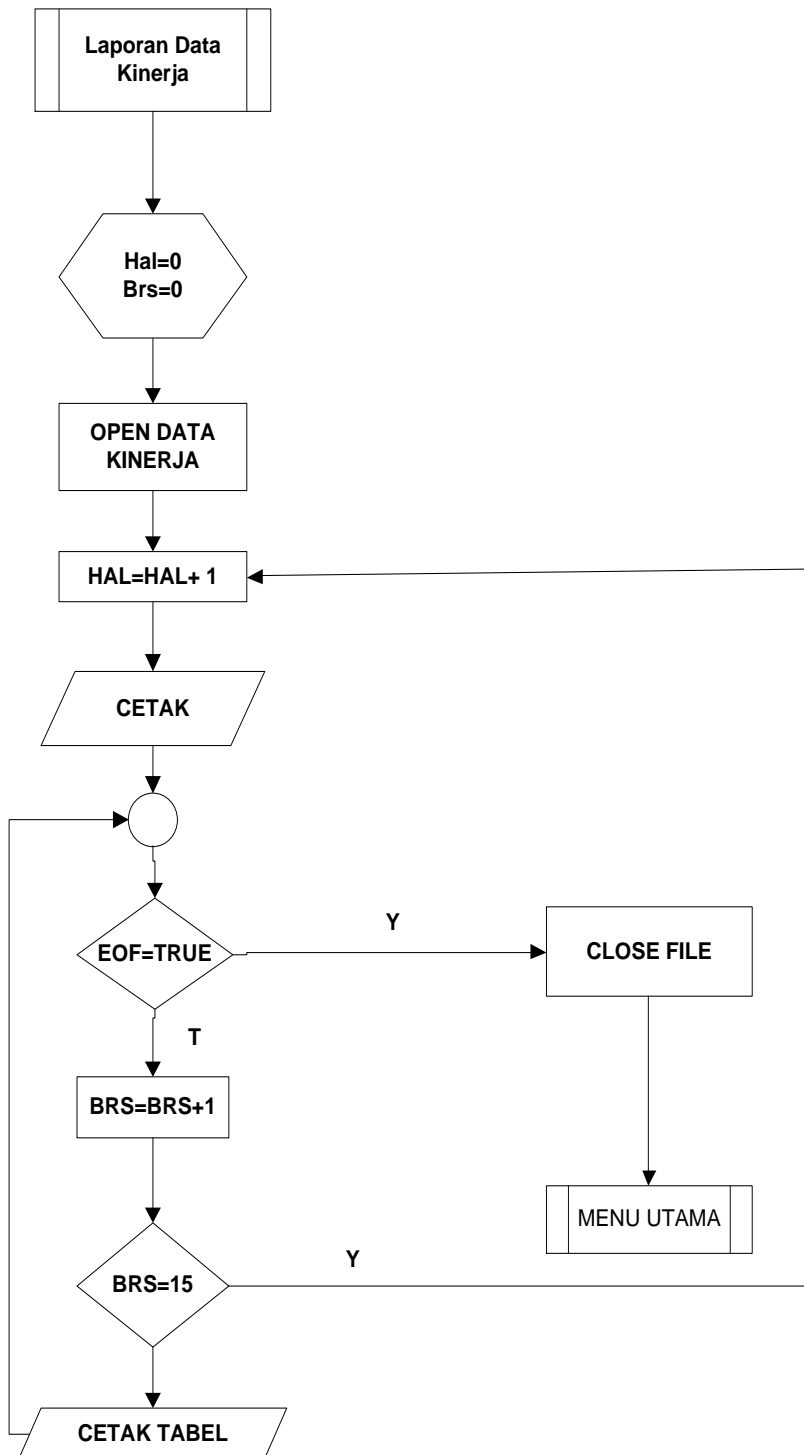 Laporan Data
Kinerja
Hal=0
Brs=0
OPEN DATA
KINERJA
HAL=HAL+ 1
CETAK
EOF=TRUE
Y
CLOSE FILE
T
BRS=BRS+1
MENU UTAMA
BRS=15
Y
CETAK TABEL